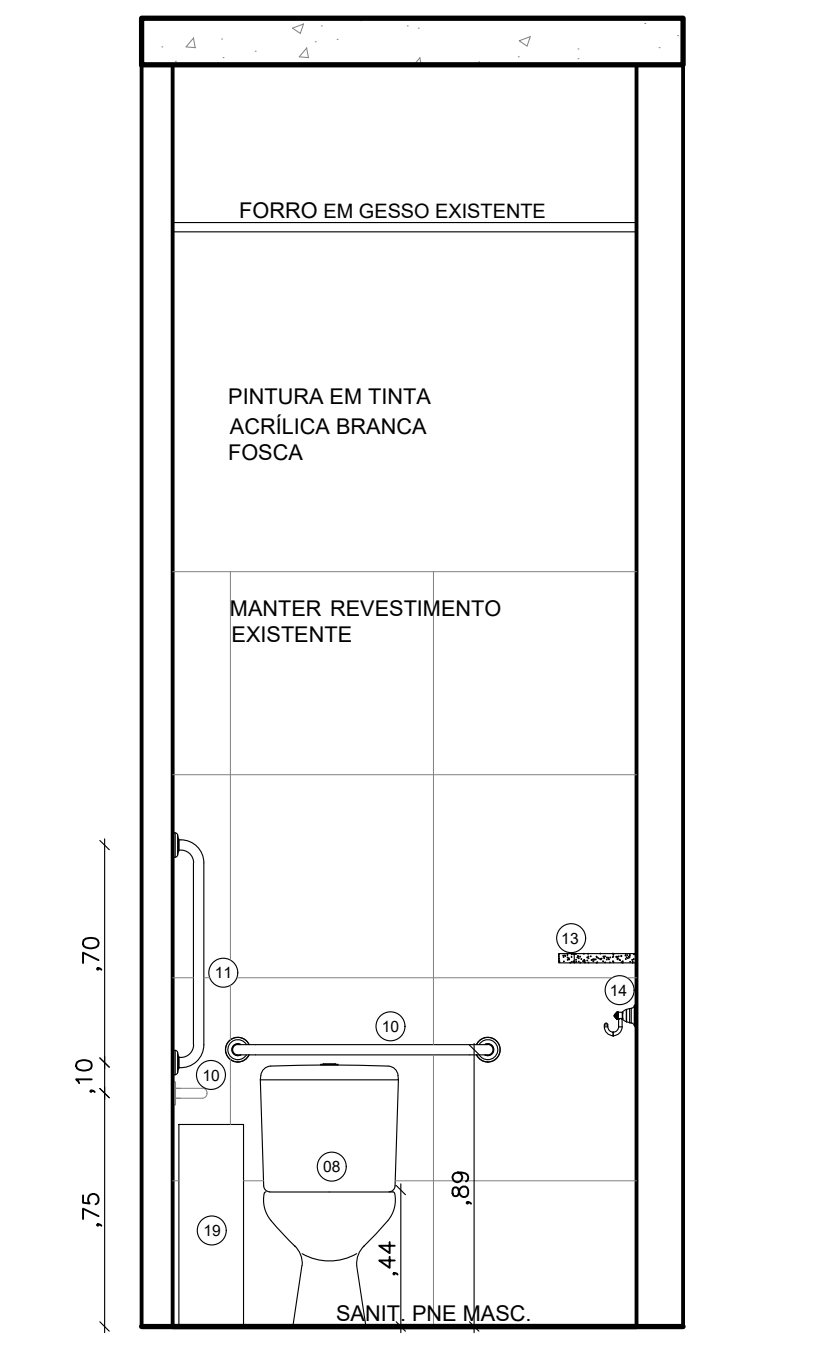 FORRO EM GESSO EXISTENTE
PINTURA EM TINTA
ACRÍLICA BRANCA
FOSCA
MANTER REVESTIMENTO
EXISTENTE
,70
13
11
14
10
10
,10
08
,89
,75
19
,44
SANIT. PNE MASC.